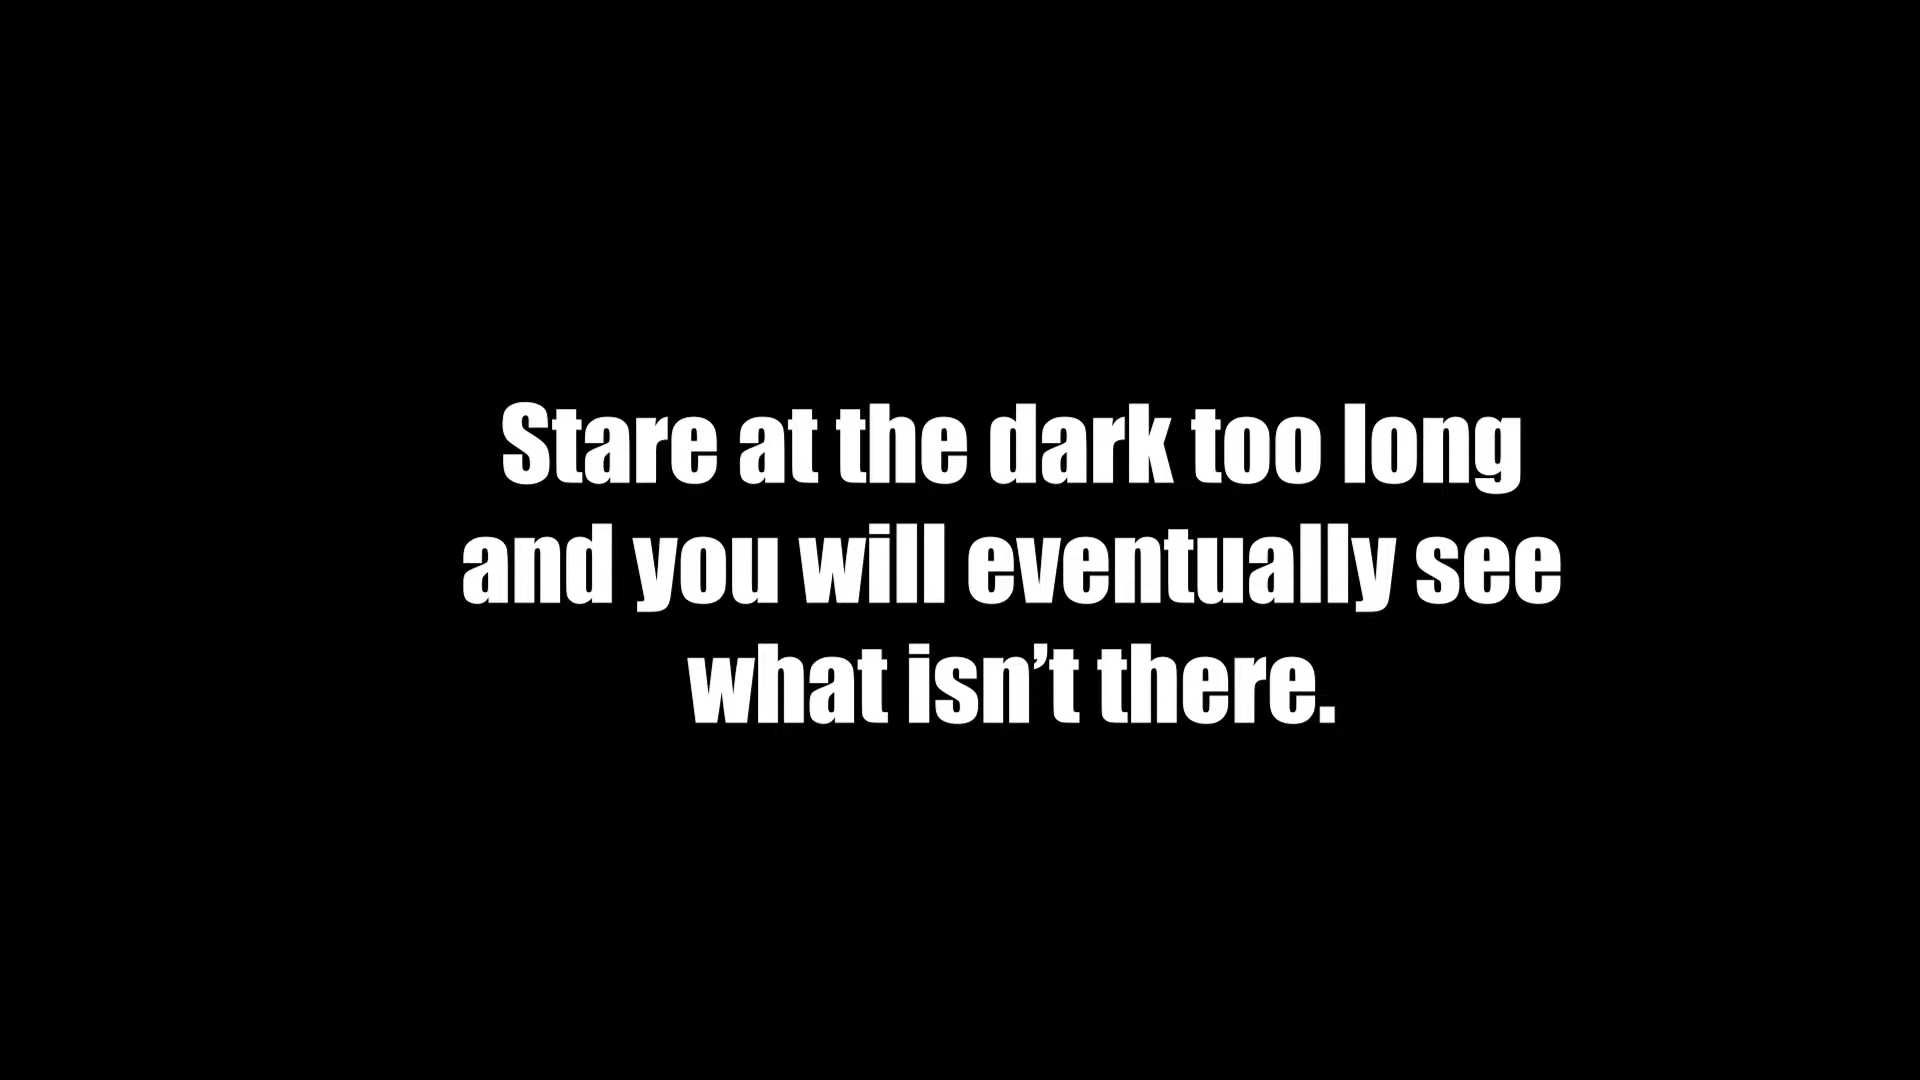 Stare at the dark too long
and you will eventually see
what isn’t there.